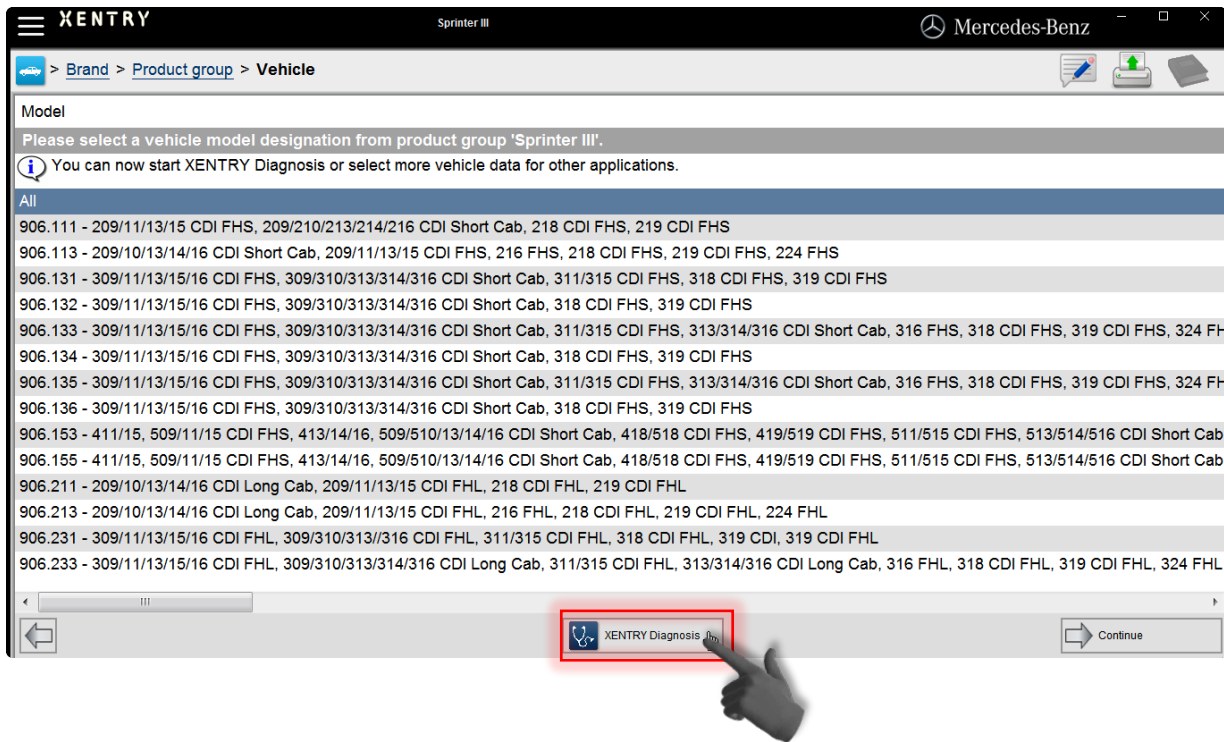 XENTRY
Sprinter III
Mercedes-Benz
> Brand > Product group > Vehicle
Model
Please select a vehicle model designation from product group 'Sprinter III'.
You can now start XENTRY Diagnosis or select more vehicle data for other applications.
All
906.111 - 209/11/13/15 CDI FHS, 209/210/213/214/216 CDI Short Cab, 218 CDI FHS, 219 CDI FHS
906.113 - 209/10/13/14/16 CDI Short Cab, 209/11/13/15 CDI FHS, 216 FHS, 218 CDI FHS, 219 CDI FHS, 224 FHS
906.131 - 309/11/13/15/16 CDI FHS, 309/310/313/314/316 CDI Short Cab, 311/315 CDI FHS, 318 CDI FHS, 319 CDI FHS
906.132 - 309/11/13/15/16 CDI FHS, 309/310/313/314/316 CDI Short Cab, 318 CDI FHS, 319 CDI FHS
906.133 - 309/11/13/15/16 CDI FHS, 309/310/313/314/316 CDI Short Cab, 311/315 CDI FHS, 313/314/316 CDI Short Cab, 316 FHS, 318 CDI FHS, 319 CDI FHS, 324 FH
906.134 - 309/11/13/15/16 CDI FHS, 309/310/313/314/316 CDI Short Cab, 318 CDI FHS, 319 CDI FHS
906.135 - 309/11/13/15/16 CDI FHS, 309/310/313/314/316 CDI Short Cab, 311/315 CDI FHS, 313/314/316 CDI Short Cab, 316 FHS, 318 CDI FHS, 319 CDI FHS, 324 FH
906.136 - 309/11/13/15/16 CDI FHS, 309/310/313/314/316 CDI Short Cab, 318 CDI FHS, 319 CDI FHS
906.153 - 411/15, 509/11/15 CDI FHS, 413/14/16, 509/510/13/14/16 CDI Short Cab, 418/518 CDI FHS, 419/519 CDI FHS, 511/515 CDI FHS, 513/514/516 CDI Short Cab
906.155 - 411/15, 509/11/15 CDI FHS, 413/14/16, 509/510/13/14/16 CDI Short Cab, 418/518 CDI FHS, 419/519 CDI FHS, 511/515 CDI FHS, 513/514/516 CDI Short Cab
906.211 - 209/10/13/14/16 CDI Long Cab, 209/11/13/15 CDI FHL, 218 CDI FHL, 219 CDI FHL
906.213 - 209/10/13/14/16 CDI Long Cab, 209/11/13/15 CDI FHL, 216 FHL, 218 CDI FHL, 219 CDI FHL, 224 FHL
906.231 - 309/11/13/15/16 CDI FHL, 309/310/313//316 CDI FHL, 311/315 CDI FHL, 318 CDI FHL, 319 CDI, 319 CDI FHL
906.233 - 309/11/13/15/16 CDI FHL, 309/310/313/314/316 CDI Long Cab, 311/315 CDI FHL, 313/314/316 CDI Long Cab, 316 FHL, 318 CDI FHL, 319 CDI FHL, 324 FHL
XENTRY Diagnosis
Continue